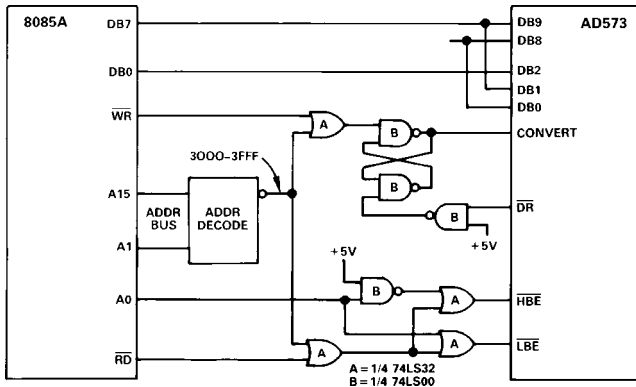 8085A
AD573
DB7
DB9
DB8
DB0
DB2
DB1
DB0
WR
A
B
CONVERT
3000-3FFF
B
A15
ADDR
BUS
ADDR
DECODE
B
DR
A1
+5V
+5V
A0
B
A
HBE
A
LBE
RD
A
A = 1/4 74LS32
B = 1/4 74LS00